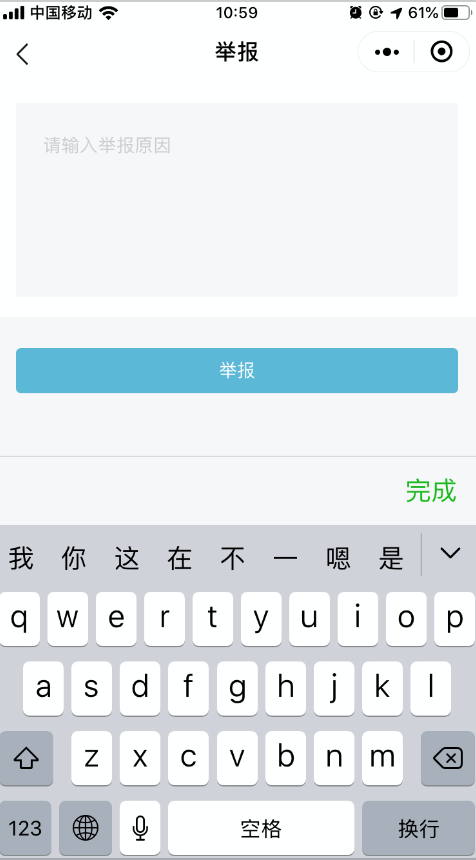 中国移动 10:59 61%
举报
请输入举报原因
举报
完成
我 你 这 在 不 一 嗯 是
q w e r t y u i o p
a s d f g h j k l
z x c v b n m
123 空格 换行